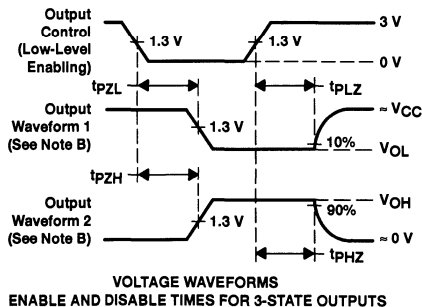 Output
Control
(Low-Level
Enabling)
1.3 V
1.3 V
3 V
0 V
tPZL
tPLZ
Output
Waveform 1
(See Note B)
1.3 V
10%
≈ VCC
VOL
tPZH
Output
Waveform 2
(See Note B)
1.3 V
90%
VOH
≈ 0 V
tPHZ
VOLTAGE WAVEFORMS
ENABLE AND DISABLE TIMES FOR 3-STATE OUTPUTS